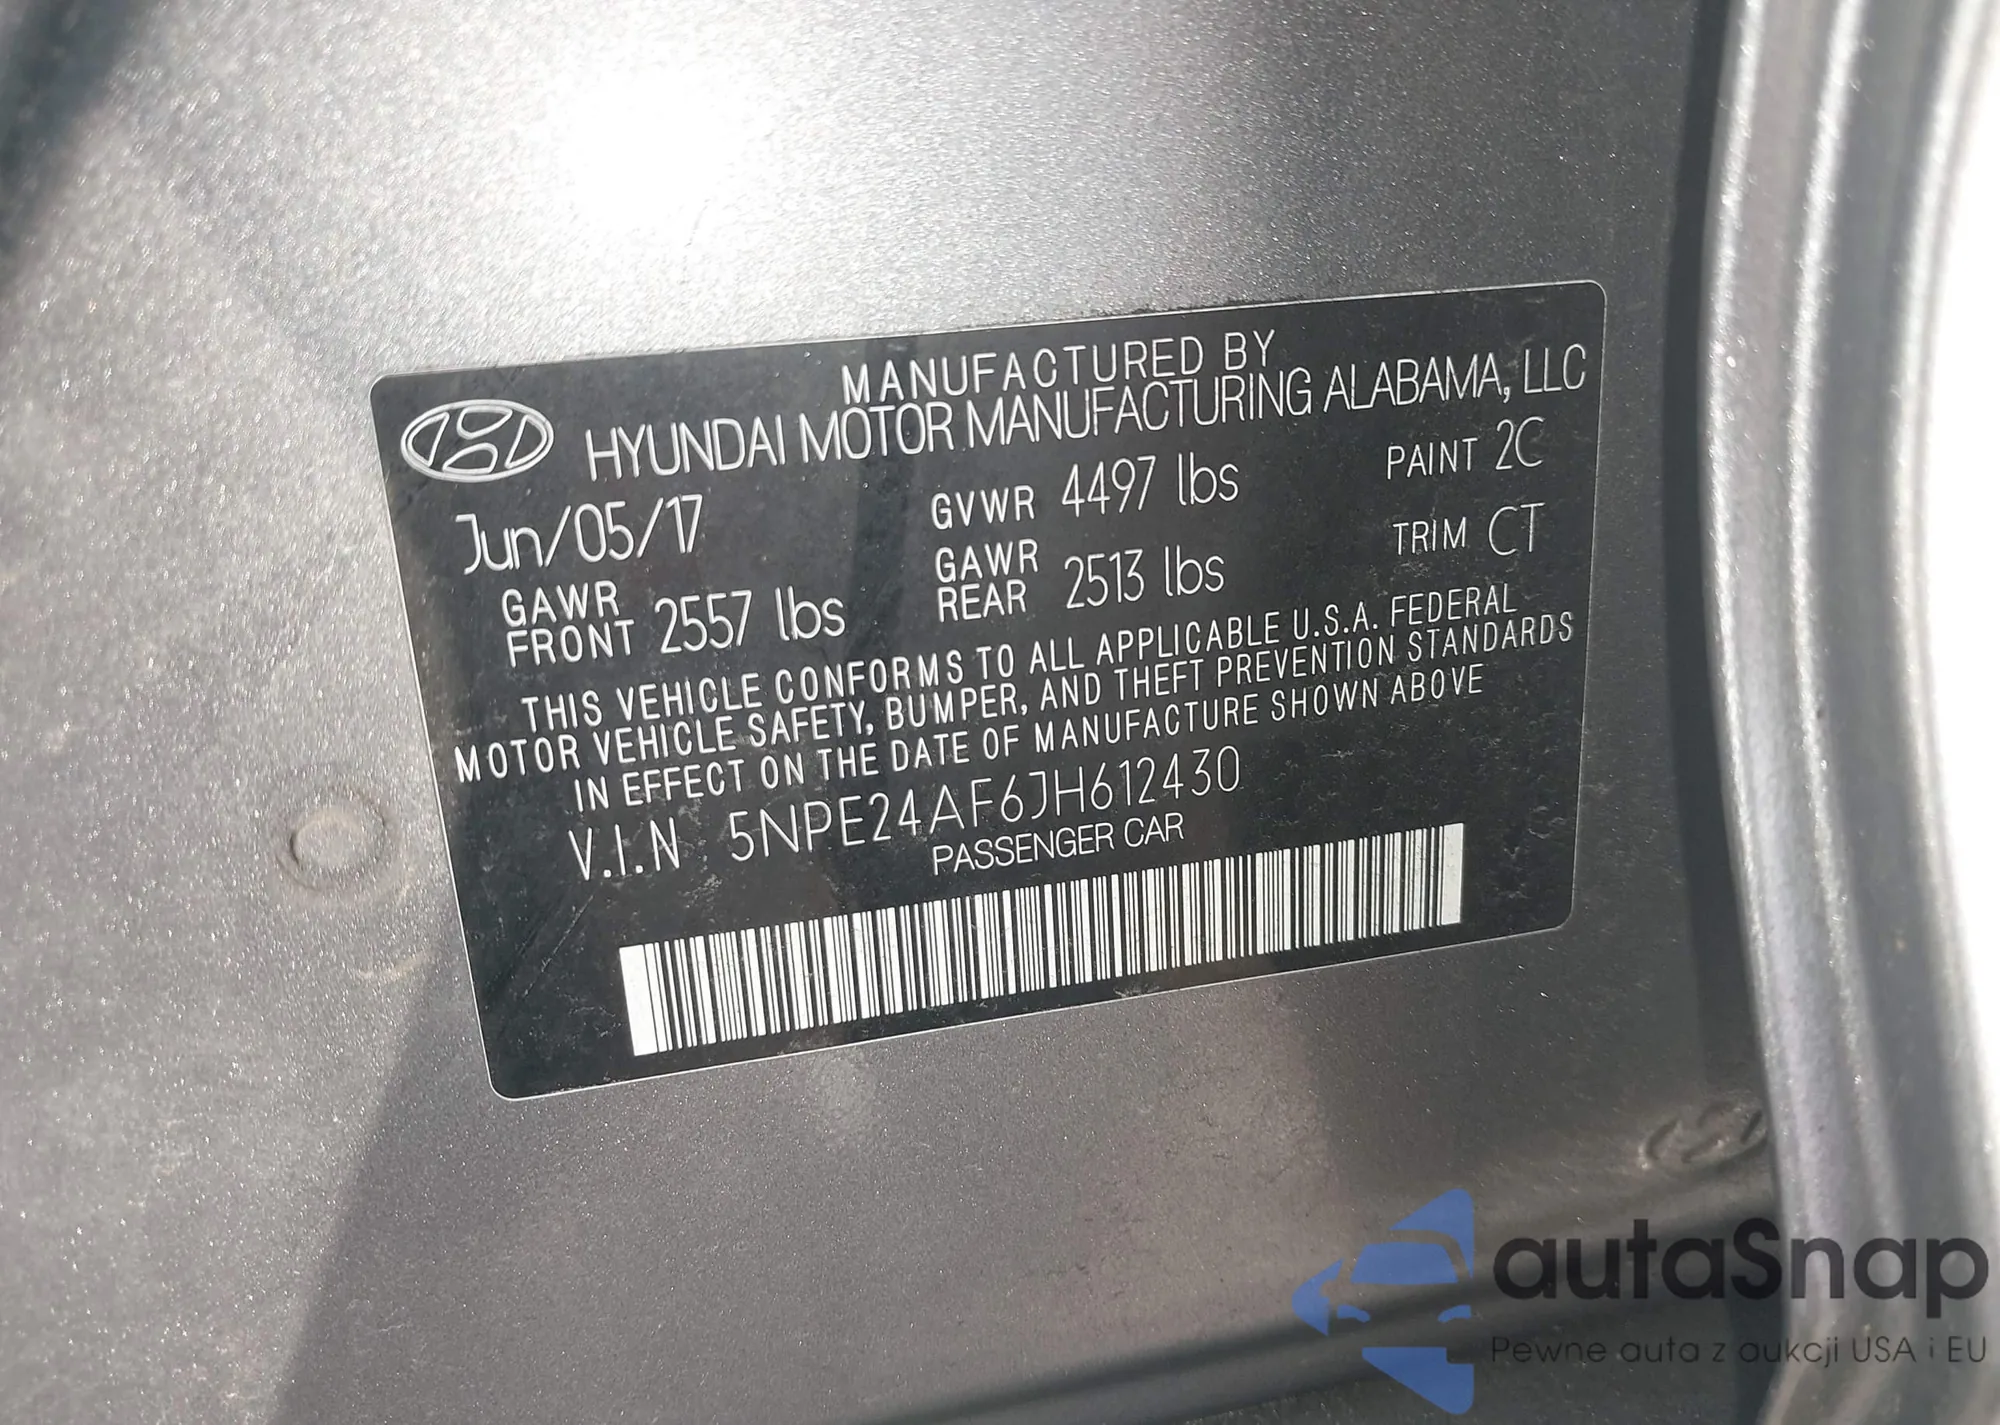 MANUFACTURED BY
HYUNDAI MOTOR MANUFACTURING ALABAMA, LLC
Jun/05/17
GVWR 4497 lbs
PAINT 2C
GAWR FRONT 2557 lbs
GAWR REAR 2513 lbs
TRIM CT
THIS VEHICLE CONFORMS TO ALL APPLICABLE U.S.A. FEDERAL
MOTOR VEHICLE SAFETY, BUMPER, AND THEFT PREVENTION STANDARDS
IN EFFECT ON THE DATE OF MANUFACTURE SHOWN ABOVE
V.I.N 5NPE24AF6JH612430
PASSENGER CAR
autaSnap
Pewne auta z aukcji USA i EU